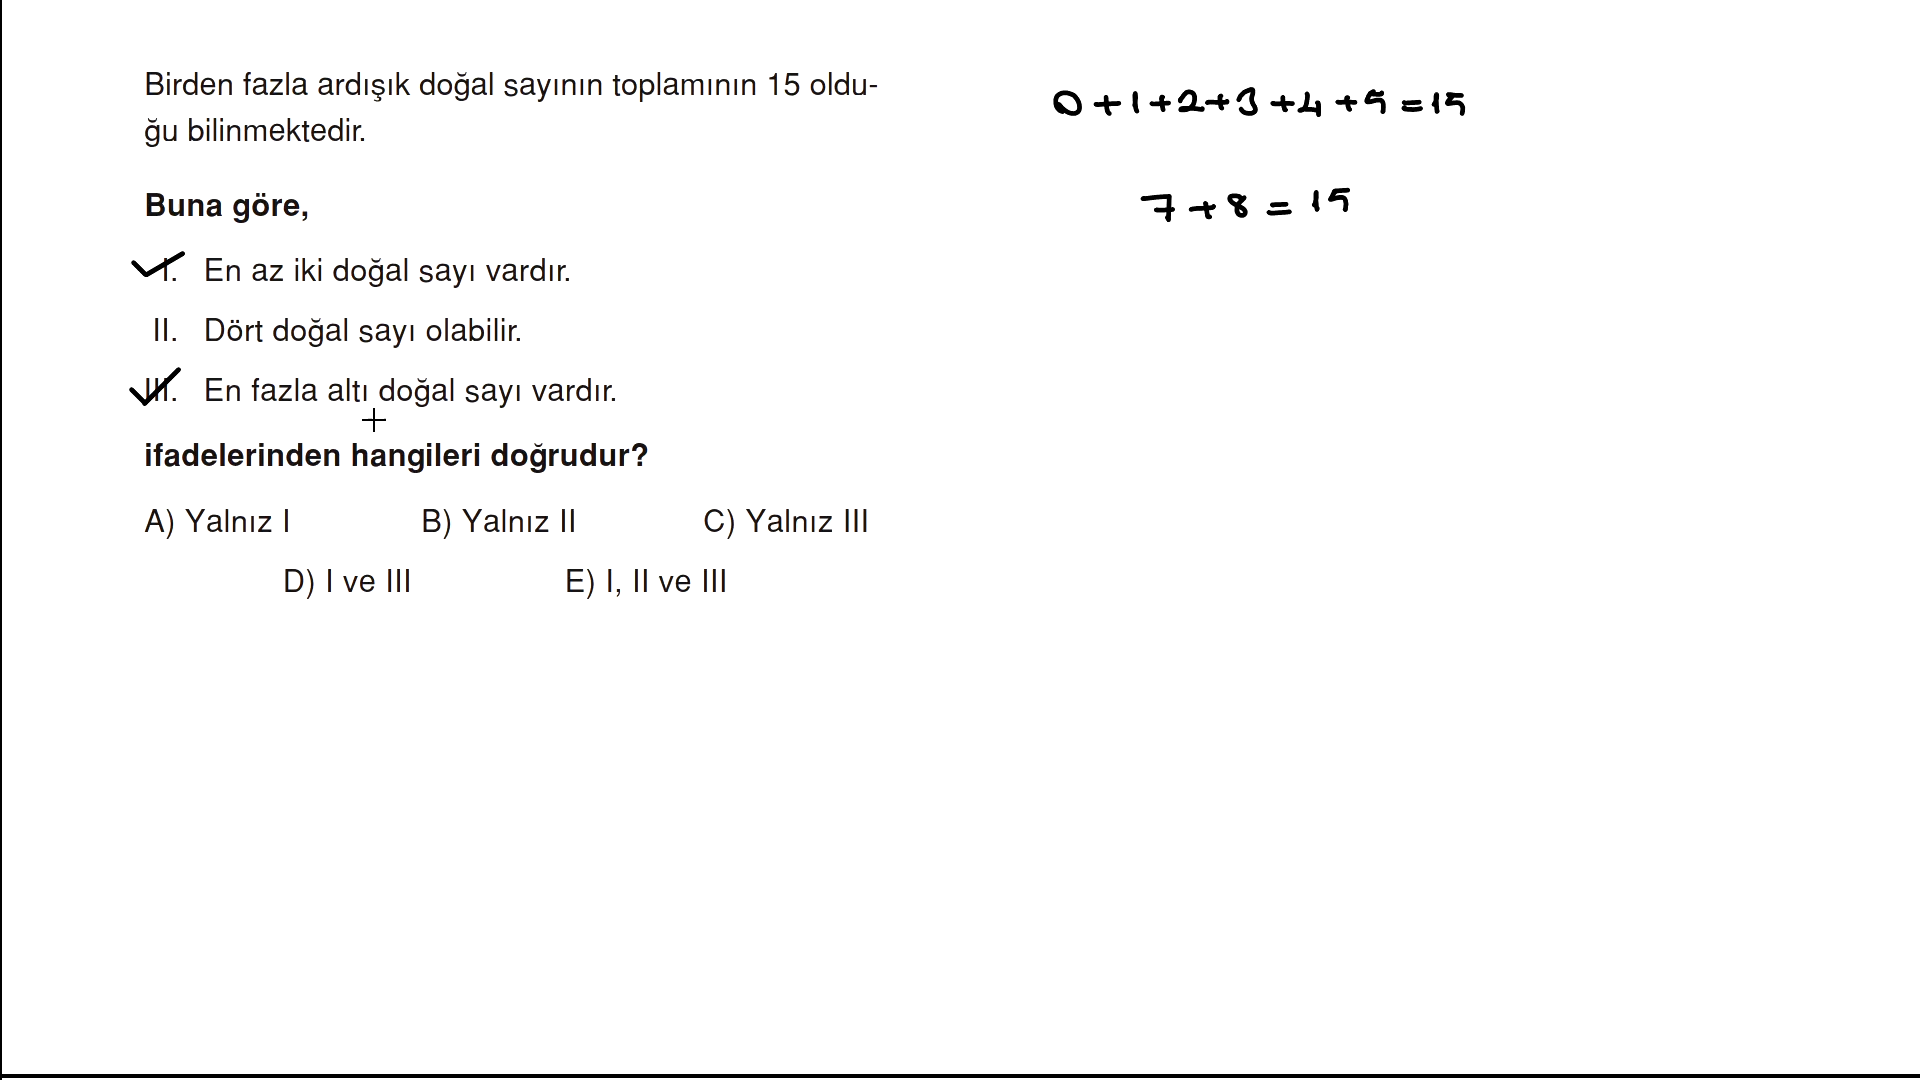 Birden fazla ardışık doğal sayının toplamının 15 oldu-
ğu bilinmektedir.
Buna göre,
I. En az iki doğal sayı vardır.
II. Dört doğal sayı olabilir.
III. En fazla altı doğal sayı vardır.
ifadelerinden hangileri doğrudur?
A) Yalnız I B) Yalnız II C) Yalnız III
D) I ve III E) I, II ve III
0+1+2+3+4+5=15
7+8=15